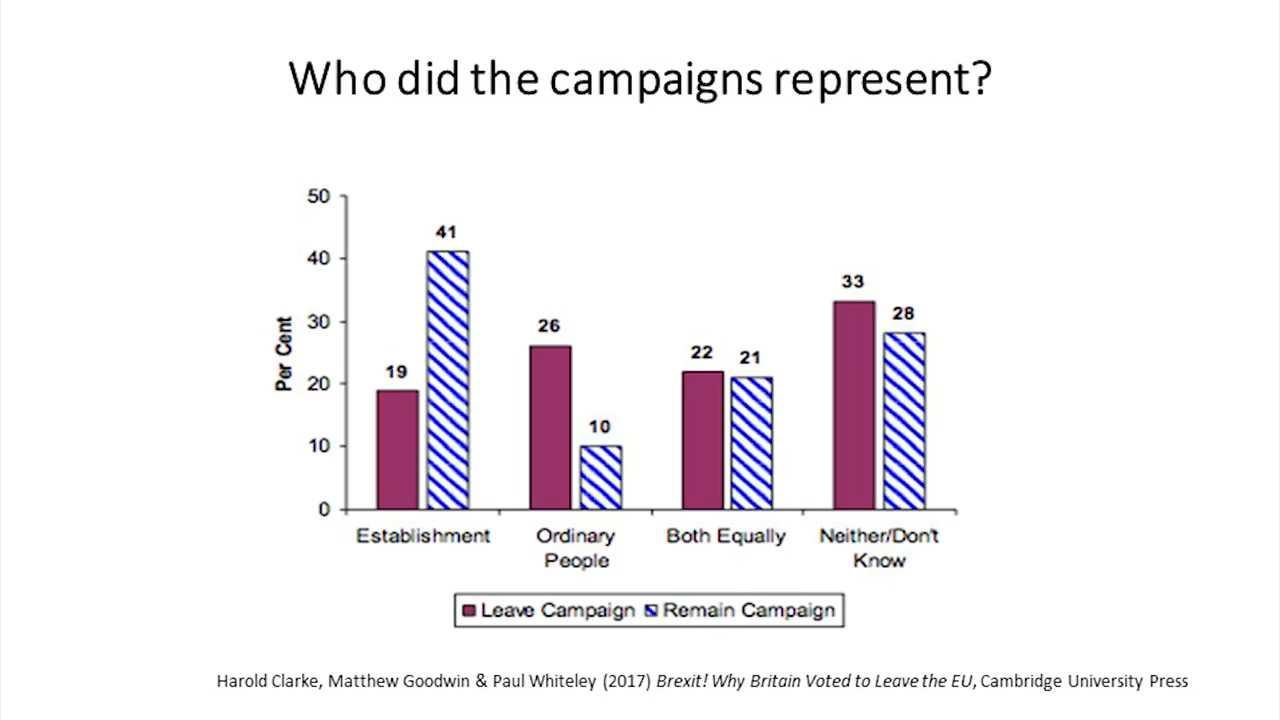 Who did the campaigns represent?
50
40
30
20
10
0
Per Cent
19
41
26
10
22
21
33
28
Establishment
Ordinary
People
Both Equally
Neither/Don't
Know
Leave Campaign Remain Campaign
Harold Clarke, Matthew Goodwin & Paul Whiteley (2017) Brexit! Why Britain Voted to Leave the EU, Cambridge University Press